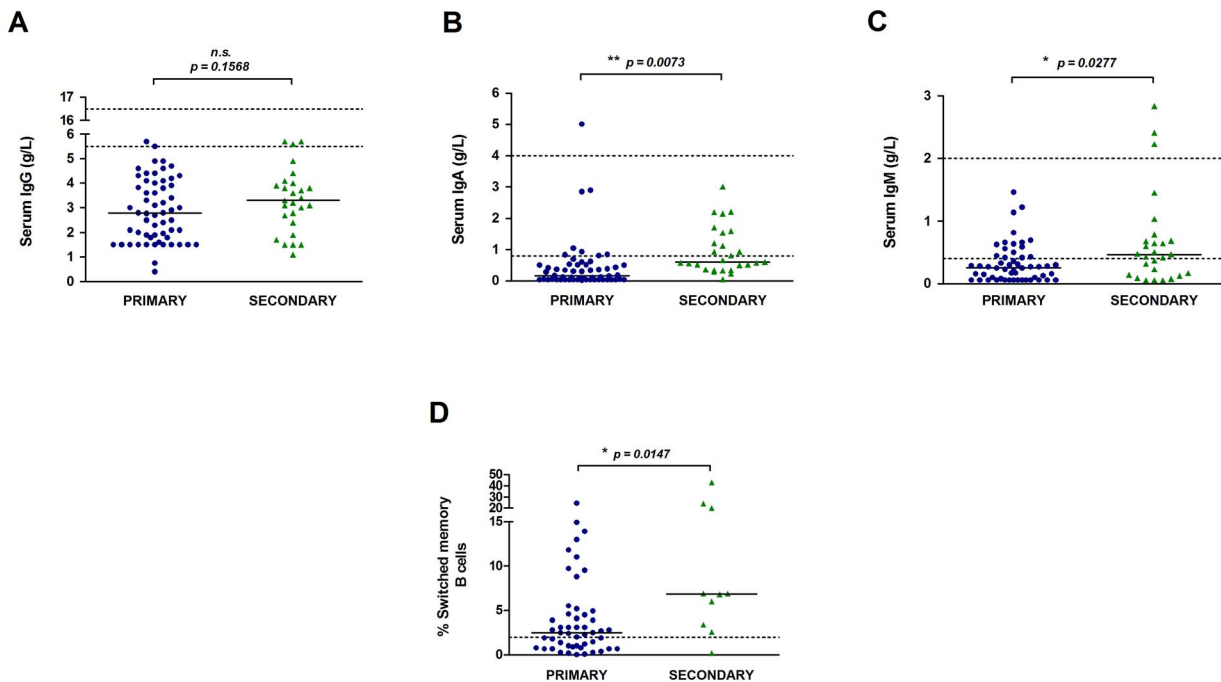 A
n.s.
p = 0.1568
17
16
6
5
4
3
2
1
0
Serum IgG (g/L)
PRIMARY SECONDARY
B
** p = 0.0073
6
5
4
3
2
1
0
Serum IgA (g/L)
PRIMARY SECONDARY
C
* p = 0.0277
3
2
1
0
Serum IgM (g/L)
PRIMARY SECONDARY
D
* p = 0.0147
50
40
30
20
15
10
5
0
% Switched memory
B cells
PRIMARY SECONDARY